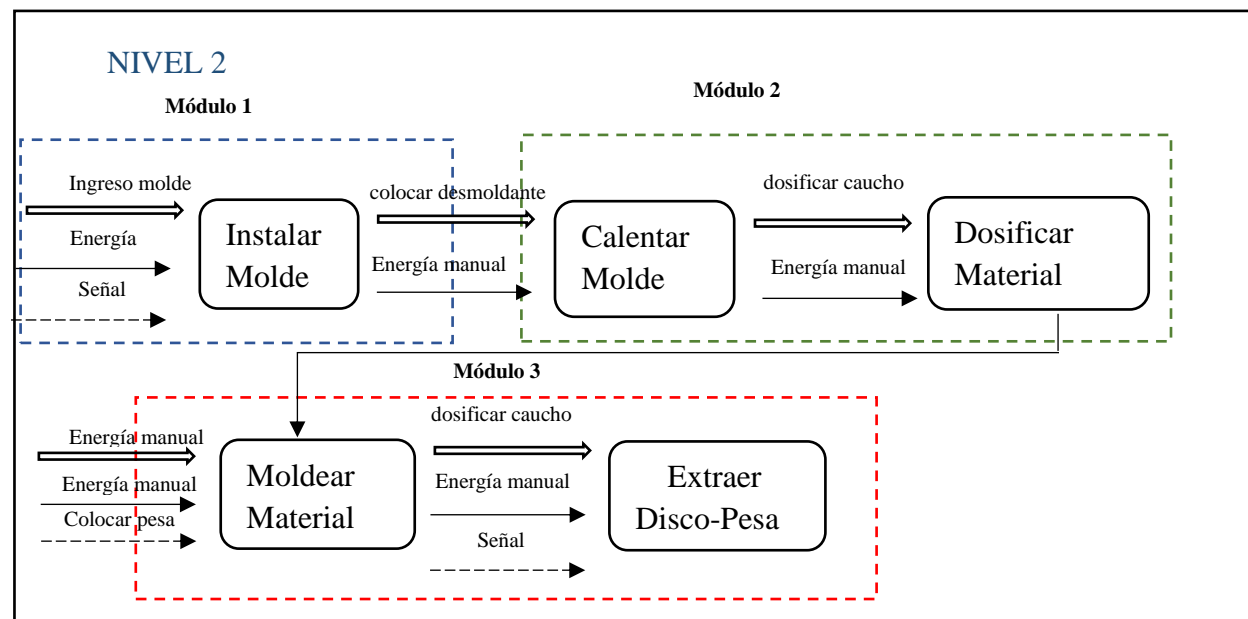 NIVEL 2
Módulo 1
Módulo 2
Ingreso molde
Energía
Señal
Instalar
Molde
colocar desmoldante
Energía manual
Calentar
Molde
dosificar caucho
Energía manual
Dosificar
Material
Módulo 3
Energía manual
Energía manual
Colocar pesa
Moldear
Material
dosificar caucho
Energía manual
Señal
Extraer
Disco-Pesa